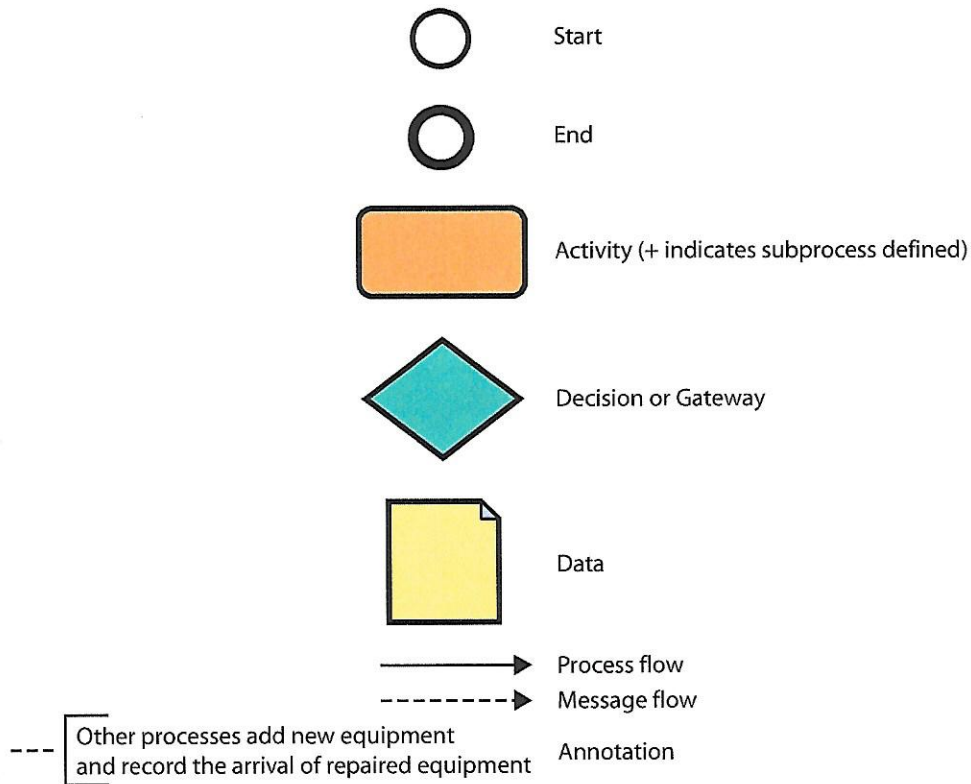 Start
End
Activity (+ indicates subprocess defined)
Decision or Gateway
Data
Process flow
Message flow
Other processes add new equipment
and record the arrival of repaired equipment
Annotation